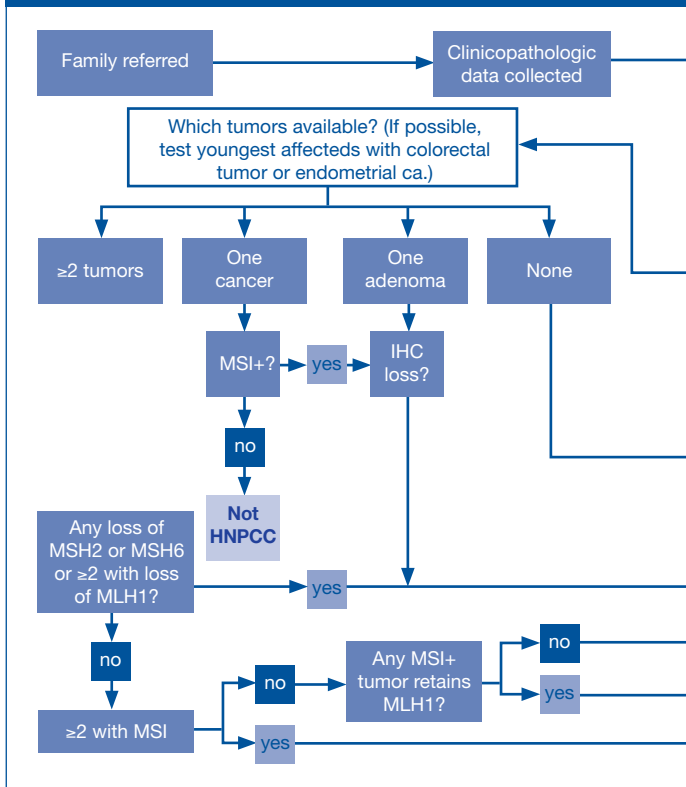 Family referred
Clinicopathologic
data collected
Which tumors available? (If possible,
test youngest affecteds with colorectal
tumor or endometrial ca.)
≥2 tumors
One
cancer
One
adenoma
None
MSI+?
yes
IHC
loss?
no
Not
HNPCC
Any loss of
MSH2 or MSH6
or ≥2 with loss
of MLH1?
yes
no
≥2 with MSI
no
yes
Any MSI+
tumor retains
MLH1?
no
yes